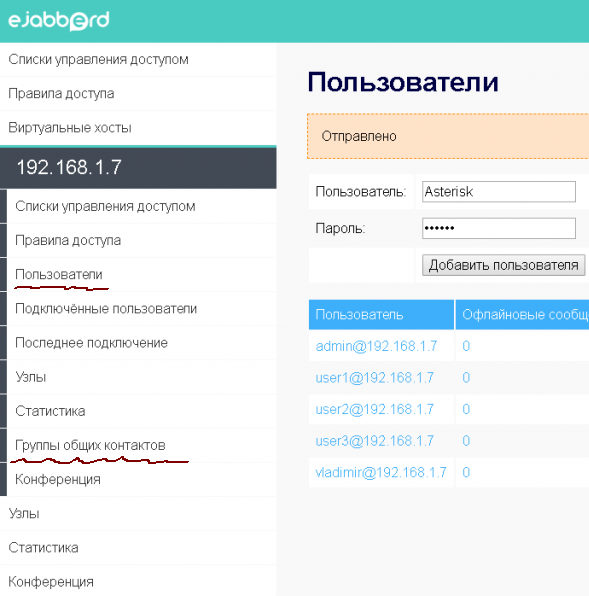 ejabberd
Списки управления доступом
Правила доступа
Виртуальные хосты
192.168.1.7
Списки управления доступом
Правила доступа
Пользователи
Подключённые пользователи
Последнее подключение
Узлы
Статистика
Группы общих контактов
Конференция
Узлы
Статистика
Конференция
Пользователи
Отправлено
Пользователь: Asterisk
Пароль: ••••••
Добавить пользователя
Пользователь Офлайновые сообщ
admin@192.168.1.7 0
user1@192.168.1.7 0
user2@192.168.1.7 0
user3@192.168.1.7 0
vladimir@192.168.1.7 0